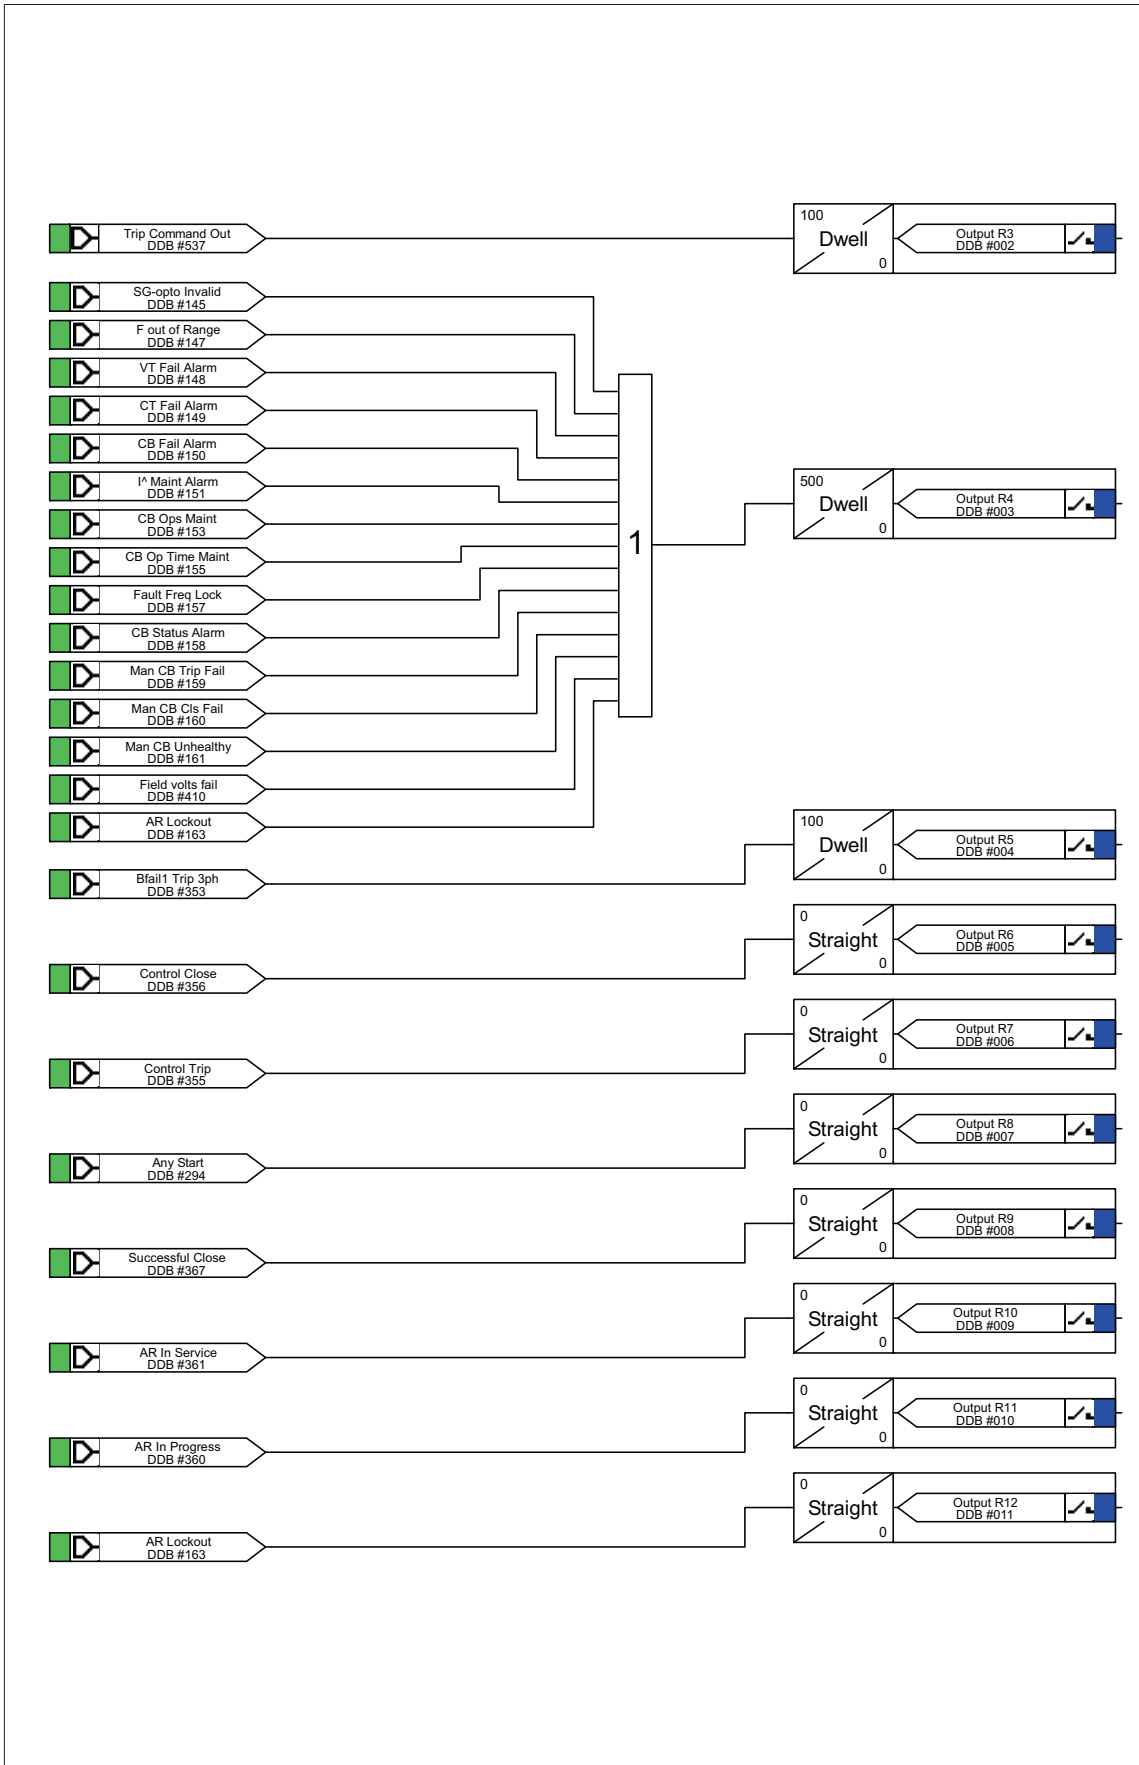 Trip Command Out
DDB #537
100
Dwell
0
Output R3
DDB #002
SG-opto Invalid
DDB #145
F out of Range
DDB #147
VT Fail Alarm
DDB #148
CT Fail Alarm
DDB #149
CB Fail Alarm
DDB #150
I^ Maint Alarm
DDB #151
CB Ops Maint
DDB #153
CB Op Time Maint
DDB #155
Fault Freq Lock
DDB #157
CB Status Alarm
DDB #158
Man CB Trip Fail
DDB #159
Man CB Cls Fail
DDB #160
Man CB Unhealthy
DDB #161
Field volts fail
DDB #410
AR Lockout
DDB #163
1
500
Dwell
0
Output R4
DDB #003
Bfail1 Trip 3ph
DDB #353
100
Dwell
0
Output R5
DDB #004
Control Close
DDB #356
0
Straight
0
Output R6
DDB #005
Control Trip
DDB #355
0
Straight
0
Output R7
DDB #006
Any Start
DDB #294
0
Straight
0
Output R8
DDB #007
Successful Close
DDB #367
0
Straight
0
Output R9
DDB #008
AR In Service
DDB #361
0
Straight
0
Output R10
DDB #009
AR In Progress
DDB #360
0
Straight
0
Output R11
DDB #010
AR Lockout
DDB #163
0
Straight
0
Output R12
DDB #011